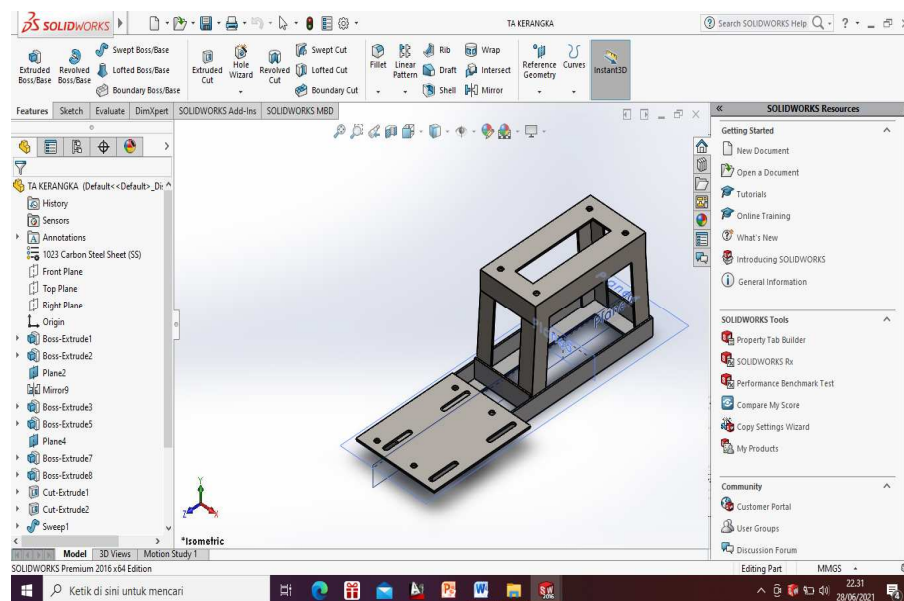 SOLIDWORKS
TA KERANGKA
Search SOLIDWORKS Help
Extruded Boss/Base
Revolved Boss/Base
Swept Boss/Base
Lofted Boss/Base
Boundary Boss/Base
Extruded Cut
Hole Wizard
Revolved Cut
Swept Cut
Lofted Cut
Boundary Cut
Fillet
Linear Pattern
Rib
Draft
Shell
Wrap
Intersect
Mirror
Reference Geometry
Curves
Instant3D
Features
Sketch
Evaluate
DimXpert
SOLIDWORKS Add-Ins
SOLIDWORKS MBD
TA KERANGKA (Default<<Default>_Di
History
Sensors
Annotations
1023 Carbon Steel Sheet (SS)
Front Plane
Top Plane
Right Plane
Origin
Boss-Extrude1
Boss-Extrude2
Plane2
Mirror9
Boss-Extrude3
Boss-Extrude5
Plane4
Boss-Extrude7
Boss-Extrude8
Cut-Extrude1
Cut-Extrude2
Sweep1
Y
Z
X
*Isometric
SOLIDWORKS Resources
Getting Started
New Document
Open a Document
Tutorials
Online Training
What's New
Introducing SOLIDWORKS
General Information
SOLIDWORKS Tools
Property Tab Builder
SOLIDWORKS Rx
Performance Benchmark Test
Compare My Score
Copy Settings Wizard
My Products
Community
Customer Portal
User Groups
Discussion Forum
Model
3D Views
Motion Study 1
SOLIDWORKS Premium 2016 x64 Edition
Editing Part
MMGS
Ketik di sini untuk mencari
22.31
28/06/2021